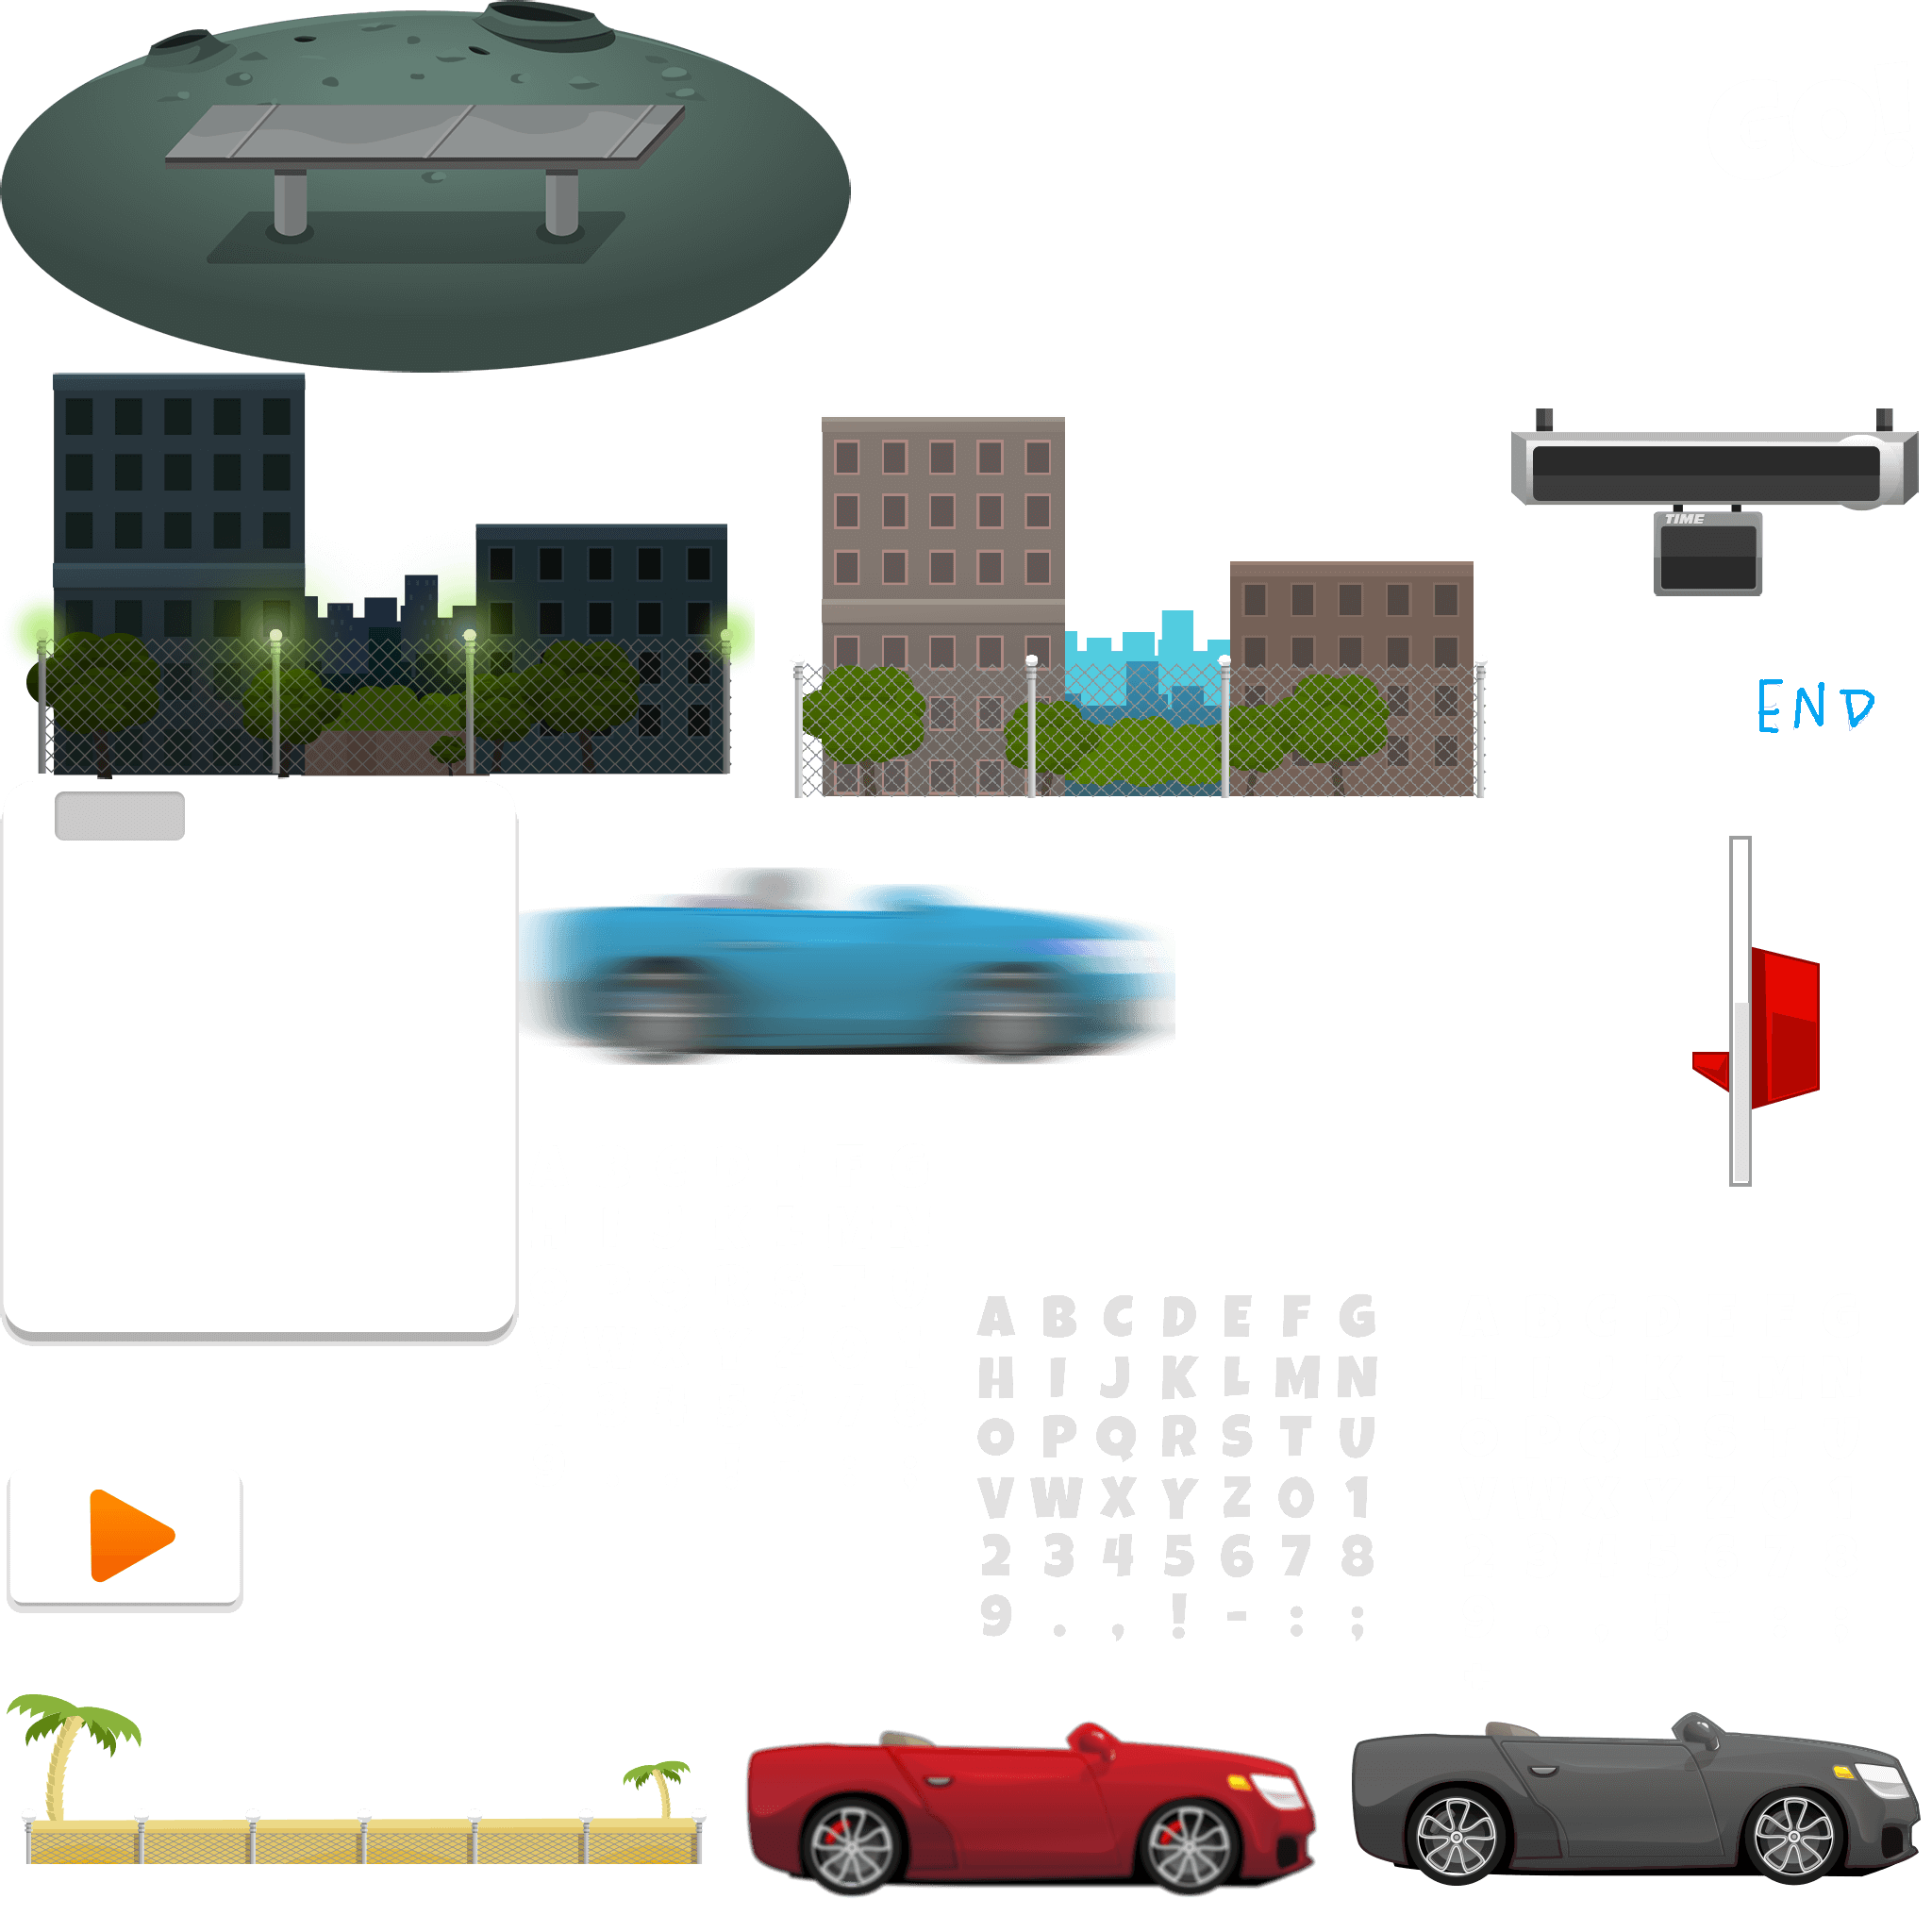 TIME
END
A B C D E F G
H I J K L M N
O P Q R S T U
V W X Y Z 0 1
2 3 4 5 6 7 8
9 . , ! - : ;